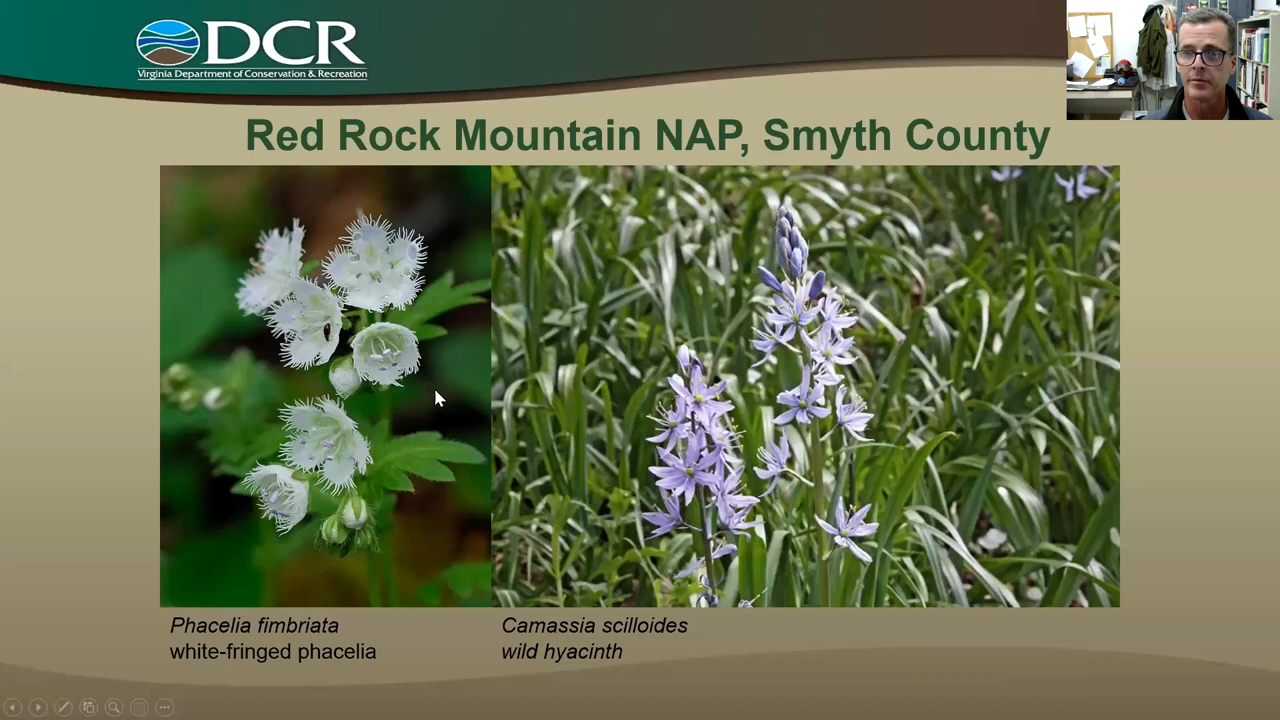 DCR
Virginia Department of Conservation & Recreation
Red Rock Mountain NAP, Smyth County
Phacelia fimbriata
white-fringed phacelia
Camassia scilloides
wild hyacinth